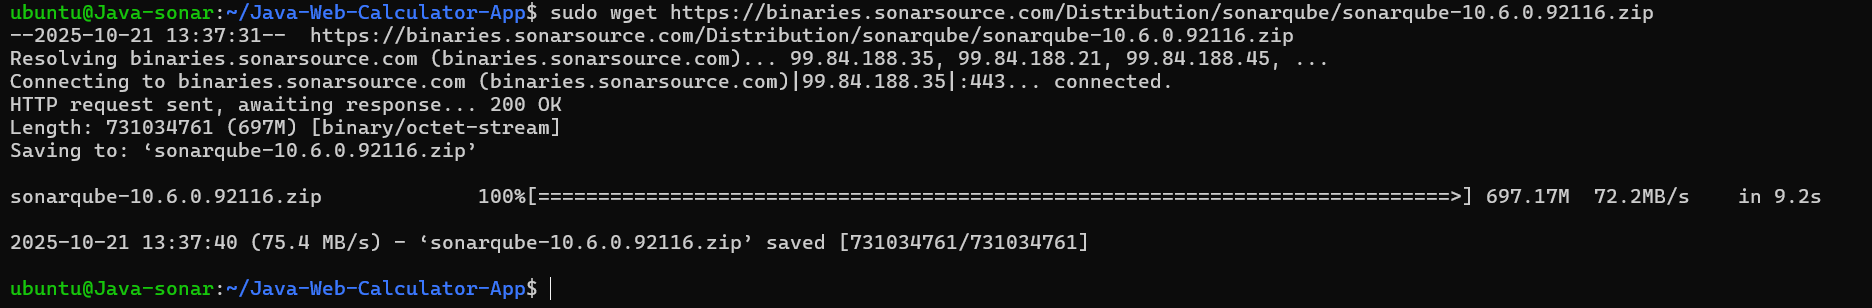 ubuntu@Java-sonar:~/Java-Web-Calculator-App$ sudo wget https://binaries.sonarsource.com/Distribution/sonarqube/sonarqube-10.6.0.92116.zip
--2025-10-21 13:37:31--  https://binaries.sonarsource.com/Distribution/sonarqube/sonarqube-10.6.0.92116.zip
Resolving binaries.sonarsource.com (binaries.sonarsource.com)... 99.84.188.35, 99.84.188.21, 99.84.188.45, ...
Connecting to binaries.sonarsource.com (binaries.sonarsource.com)|99.84.188.35|:443... connected.
HTTP request sent, awaiting response... 200 OK
Length: 731034761 (697M) [binary/octet-stream]
Saving to: ‘sonarqube-10.6.0.92116.zip’
sonarqube-10.6.0.92116.zip             100%[============================================================================>] 697.17M  72.2MB/s    in 9.2s
2025-10-21 13:37:40 (75.4 MB/s) - ‘sonarqube-10.6.0.92116.zip’ saved [731034761/731034761]
ubuntu@Java-sonar:~/Java-Web-Calculator-App$